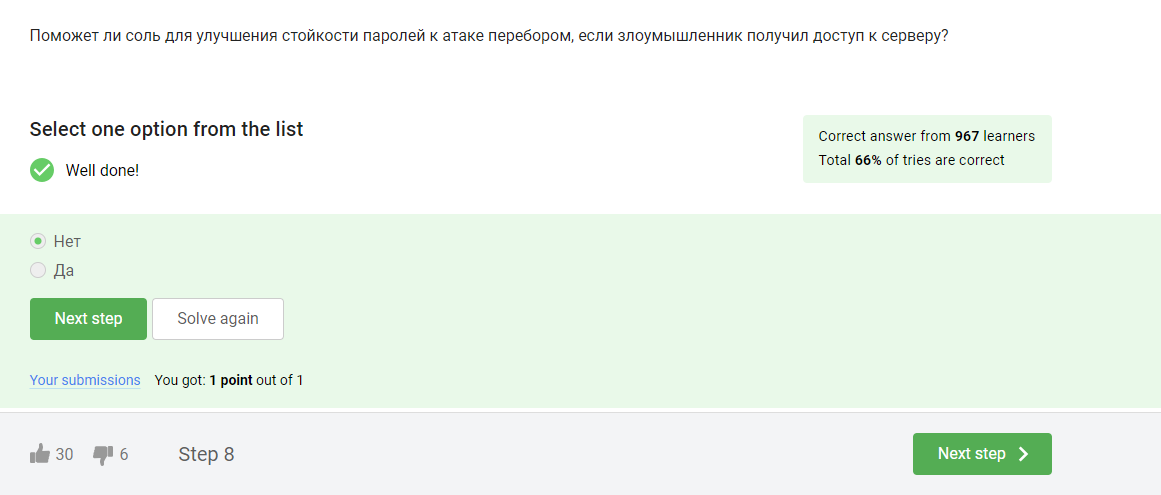 Поможет ли соль для улучшения стойкости паролей к атаке перебором, если злоумышленник получил доступ к серверу?
Select one option from the list
Well done!
Correct answer from 967 learners
Total 66% of tries are correct
Нет
Да
Next step
Solve again
Your submissions
You got: 1 point out of 1
30
6
Step 8
Next step